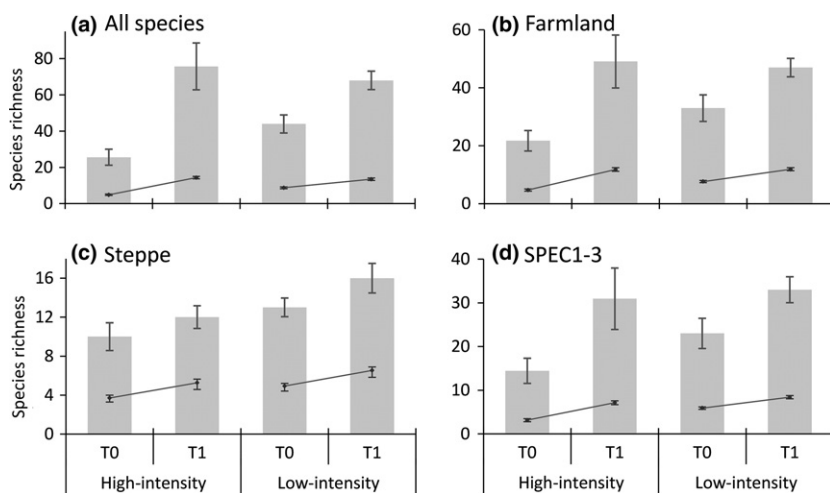 (a) All species
Species richness
80
60
40
20
0
(b) Farmland
60
40
20
0
(c) Steppe
Species richness
16
12
8
4
0
T0 T1 T0 T1
High-intensity Low-intensity
(d) SPEC1-3
40
30
20
10
0
T0 T1 T0 T1
High-intensity Low-intensity